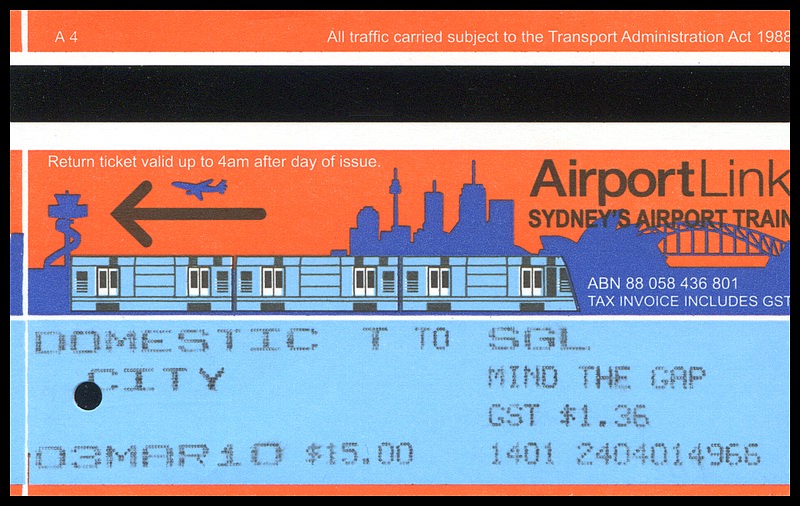 A 4 All traffic carried subject to the Transport Administration Act 1988
Return ticket valid up to 4am after day of issue.
AirportLink
SYDNEY'S AIRPORT TRAIN
ABN 88 058 436 801
TAX INVOICE INCLUDES GST
DOMESTIC T TO SGL
CITY MIND THE GAP
GST $1.36
03MAR10 $15.00 1401 2404014966